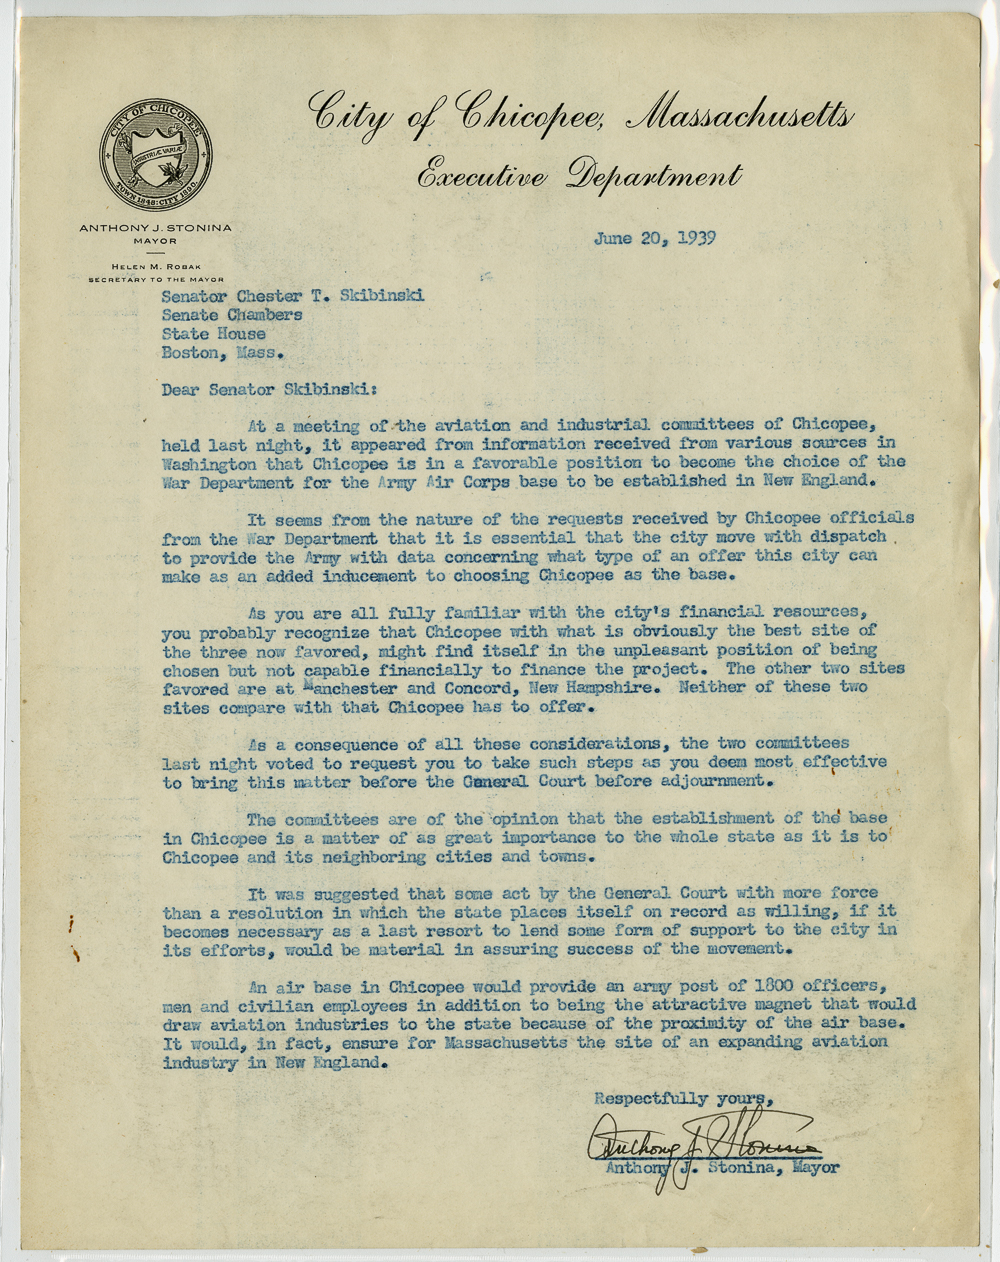 City of Chicopee, Massachusetts
Executive Department
CITY OF CHICOPEE
INDUSTRIAE VARIAE
TOWN 1848: CITY 1890.
ANTHONY J. STONINA
MAYOR
HELEN M. ROBAK
SECRETARY TO THE MAYOR
June 20, 1939
Senator Chester T. Skibinski
Senate Chambers
State House
Boston, Mass.
Dear Senator Skibinski:
At a meeting of the aviation and industrial committees of Chicopee,
held last night, it appeared from information received from various sources in
Washington that Chicopee is in a favorable position to become the choice of the
War Department for the Army Air Corps base to be established in New England.
It seems from the nature of the requests received by Chicopee officials
from the War Department that it is essential that the city move with dispatch
to provide the Army with data concerning what type of an offer this city can
make as an added inducement to choosing Chicopee as the base.
As you are all fully familiar with the city's financial resources,
you probably recognize that Chicopee with what is obviously the best site of
the three now favored, might find itself in the unpleasant position of being
chosen but not capable financially to finance the project. The other two sites
favored are at Manchester and Concord, New Hampshire. Neither of these two
sites compare with that Chicopee has to offer.
As a consequence of all these considerations, the two committees
last night voted to request you to take such steps as you deem most effective
to bring this matter before the General Court before adjournment.
The committees are of the opinion that the establishment of the base
in Chicopee is a matter of as great importance to the whole state as it is to
Chicopee and its neighboring cities and towns.
It was suggested that some act by the General Court with more force
than a resolution in which the state places itself on record as willing, if it
becomes necessary as a last resort to lend some form of support to the city in
its efforts, would be material in assuring success of the movement.
An air base in Chicopee would provide an army post of 1800 officers,
men and civilian employees in addition to being the attractive magnet that would
draw aviation industries to the state because of the proximity of the air base.
It would, in fact, ensure for Massachusetts the site of an expanding aviation
industry in New England.
Respectfully yours,
Anthony J. Stonina
Anthony J. Stonina, Mayor